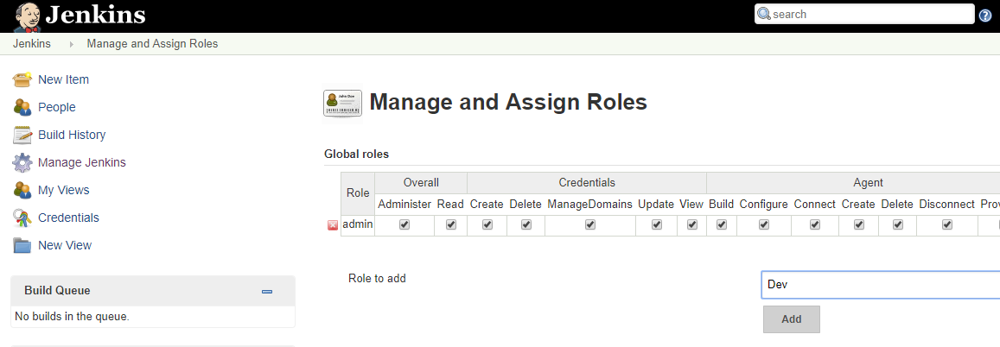 Jenkins
search
Jenkins
Manage and Assign Roles
New Item
People
Build History
Manage Jenkins
My Views
Credentials
New View
Build Queue
No builds in the queue.
Manage and Assign Roles
Global roles
Role Overall Credentials Agent
Administer Read Create Delete ManageDomains Update View Build Configure Connect Create Delete Disconnect Prov
admin
Role to add
Dev
Add